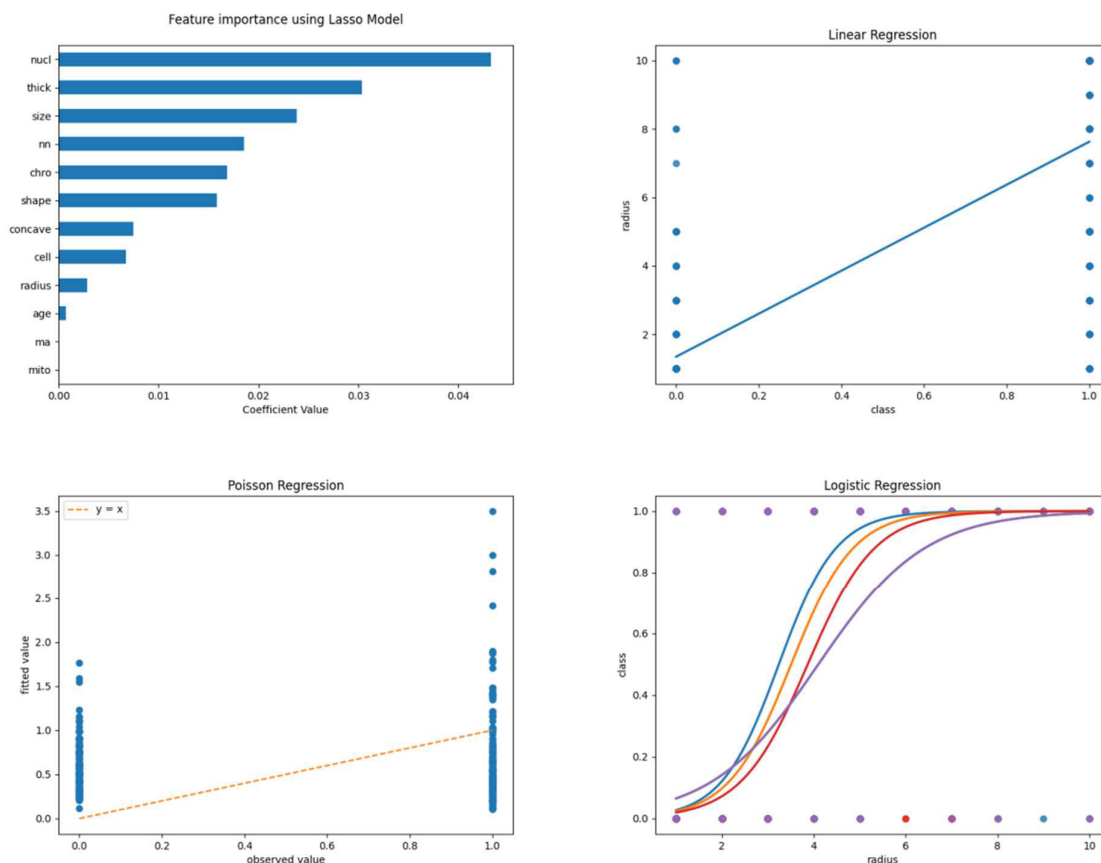 Feature importance using Lasso Model
nucl
thick
size
nn
chro
shape
concave
cell
radius
age
ma
mito
0.00 0.01 0.02 0.03 0.04
Coefficient Value
Linear Regression
10
8
6
4
2
radius
0.0 0.2 0.4 0.6 0.8 1.0
class
Poisson Regression
y = x
3.5
3.0
2.5
2.0
1.5
1.0
0.5
0.0
fitted value
0.0 0.2 0.4 0.6 0.8 1.0
observed value
Logistic Regression
1.0
0.8
0.6
0.4
0.2
0.0
class
2 4 6 8 10
radius